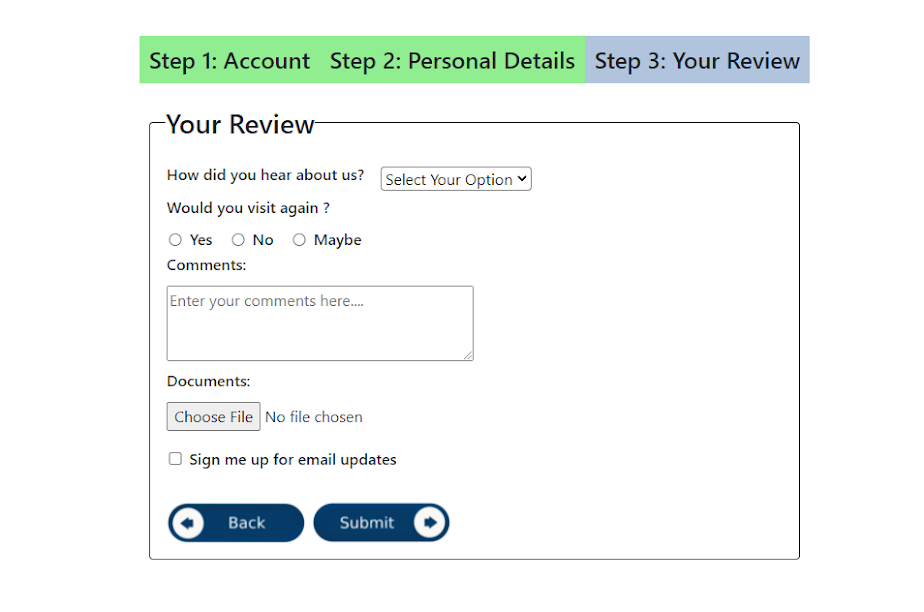 Step 1: Account Step 2: Personal Details Step 3: Your Review
Your Review
How did you hear about us? Select Your Option
Would you visit again ?
Yes No Maybe
Comments:
Enter your comments here....
Documents:
Choose File No file chosen
Sign me up for email updates
Back Submit